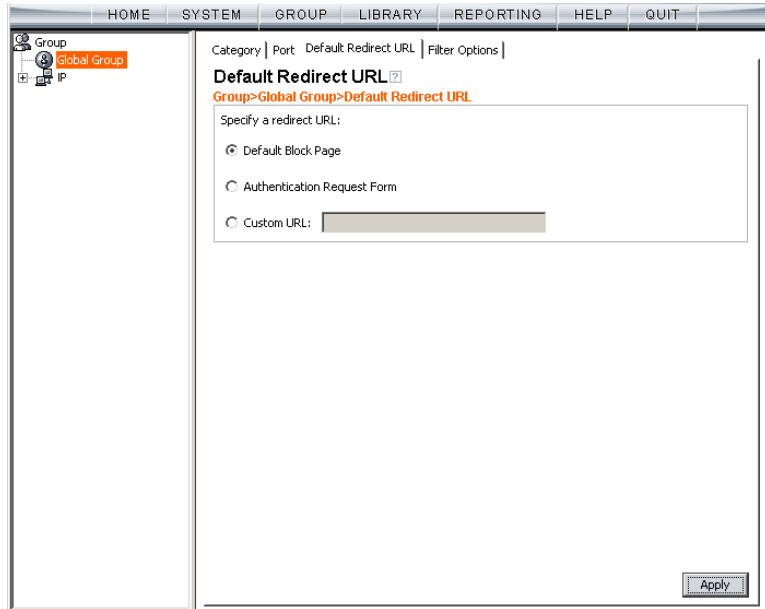 HOME SYSTEM GROUP LIBRARY REPORTING HELP QUIT
Group
Global Group
IP
Category Port Default Redirect URL Filter Options
Default Redirect URL ?
Group>Global Group>Default Redirect URL
Specify a redirect URL:
Default Block Page
Authentication Request Form
Custom URL:
Apply